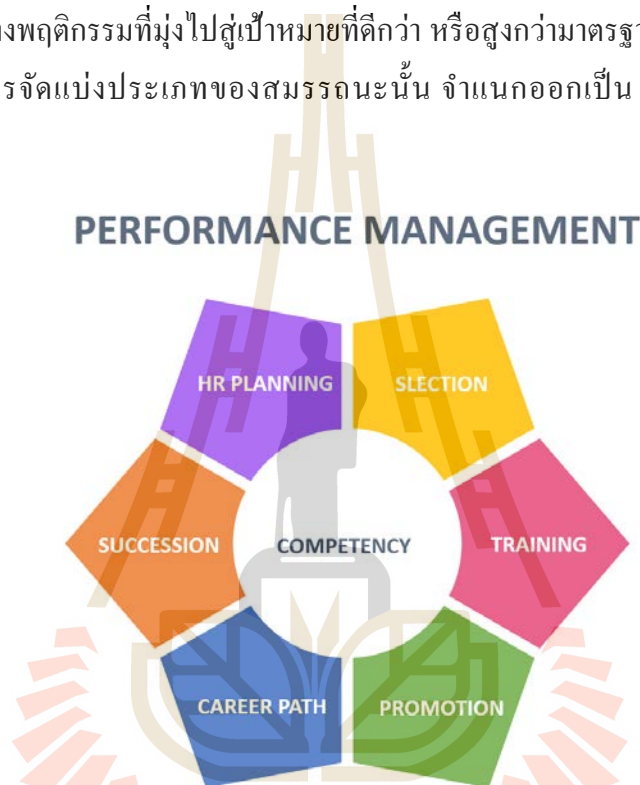 งพฤติกรรมที่มุ่งไปสู่เป้าหมายที่ดีกว่า หรือสูงกว่ามาตรฐา
รจัดแบ่งประเภทของสมรรถนะนั้น จำแนกออกเป็น
PERFORMANCE MANAGEMENT
HR PLANNING
SLECTION
SUCCESSION
COMPETENCY
TRAINING
CAREER PATH
PROMOTION